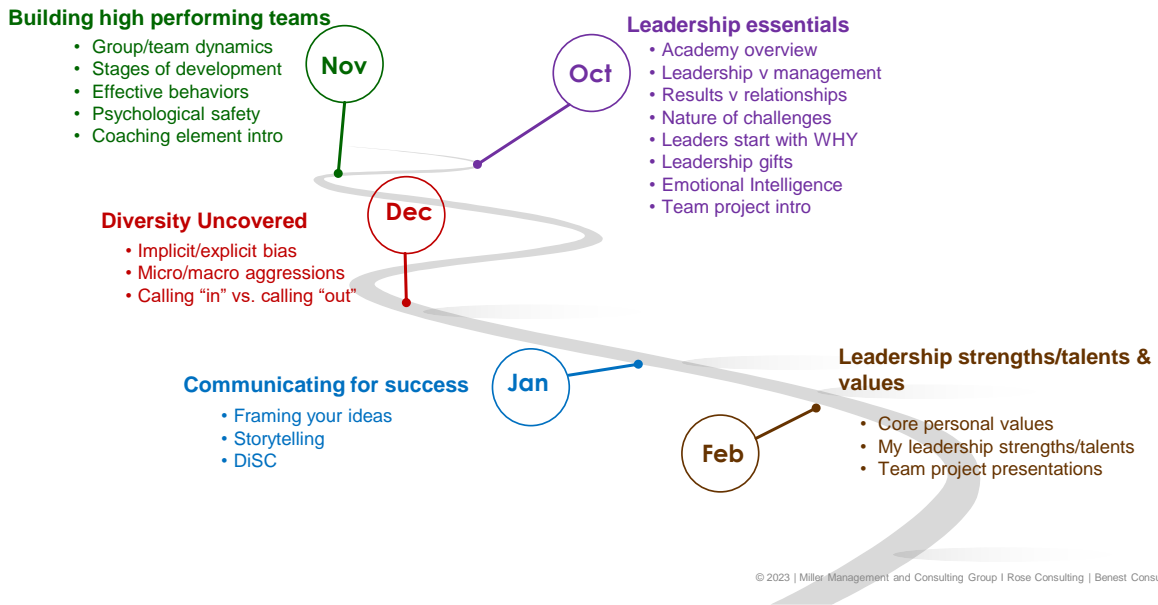 Building high performing teams
• Group/team dynamics
• Stages of development
• Effective behaviors
• Psychological safety
• Coaching element intro
Nov
Oct
Leadership essentials
• Academy overview
• Leadership v management
• Results v relationships
• Nature of challenges
• Leaders start with WHY
• Leadership gifts
• Emotional Intelligence
• Team project intro
Dec
Diversity Uncovered
• Implicit/explicit bias
• Micro/macro aggressions
• Calling “in” vs. calling “out”
Jan
Communicating for success
• Framing your ideas
• Storytelling
• DiSC
Feb
Leadership strengths/talents &
values
• Core personal values
• My leadership strengths/talents
• Team project presentations
© 2023 | Miller Management and Consulting Group I Rose Consulting | Benest